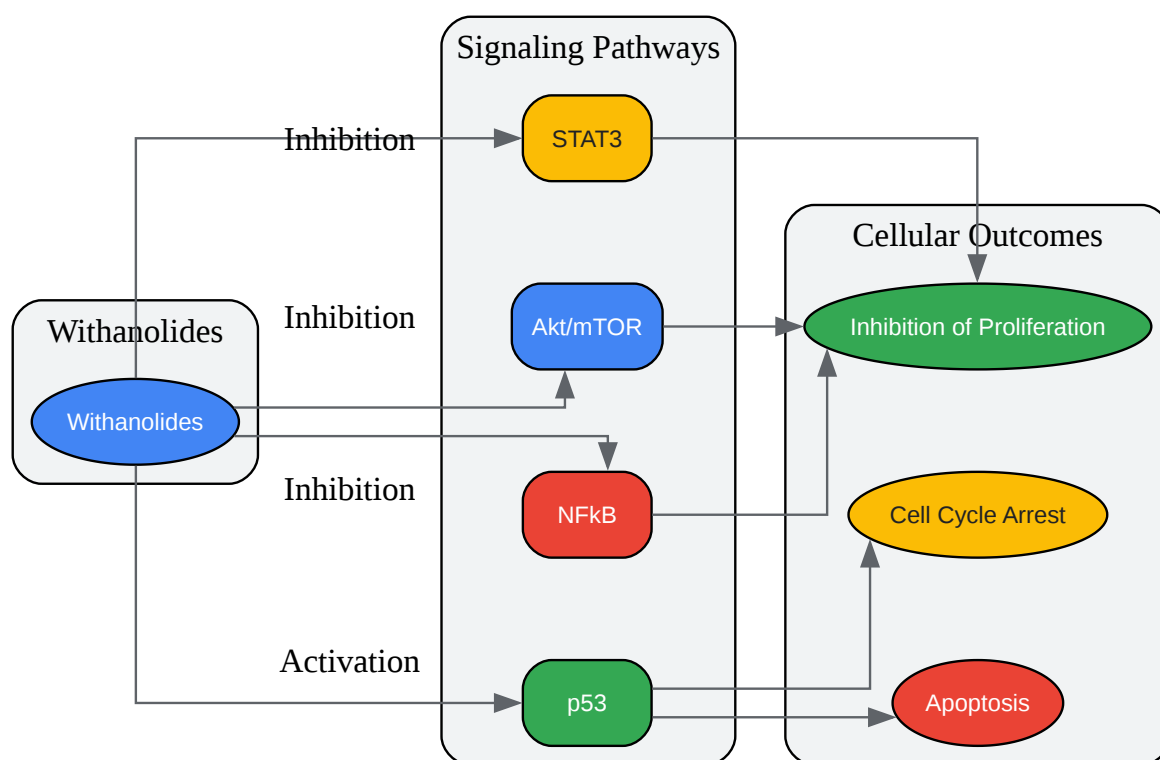 Signaling Pathways
Inhibition
STAT3
Cellular Outcomes
Withanolides
Inhibition
Akt/mTOR
Inhibition of Proliferation
Withanolides
Inhibition
NFkB
Cell Cycle Arrest
Activation
p53
Apoptosis